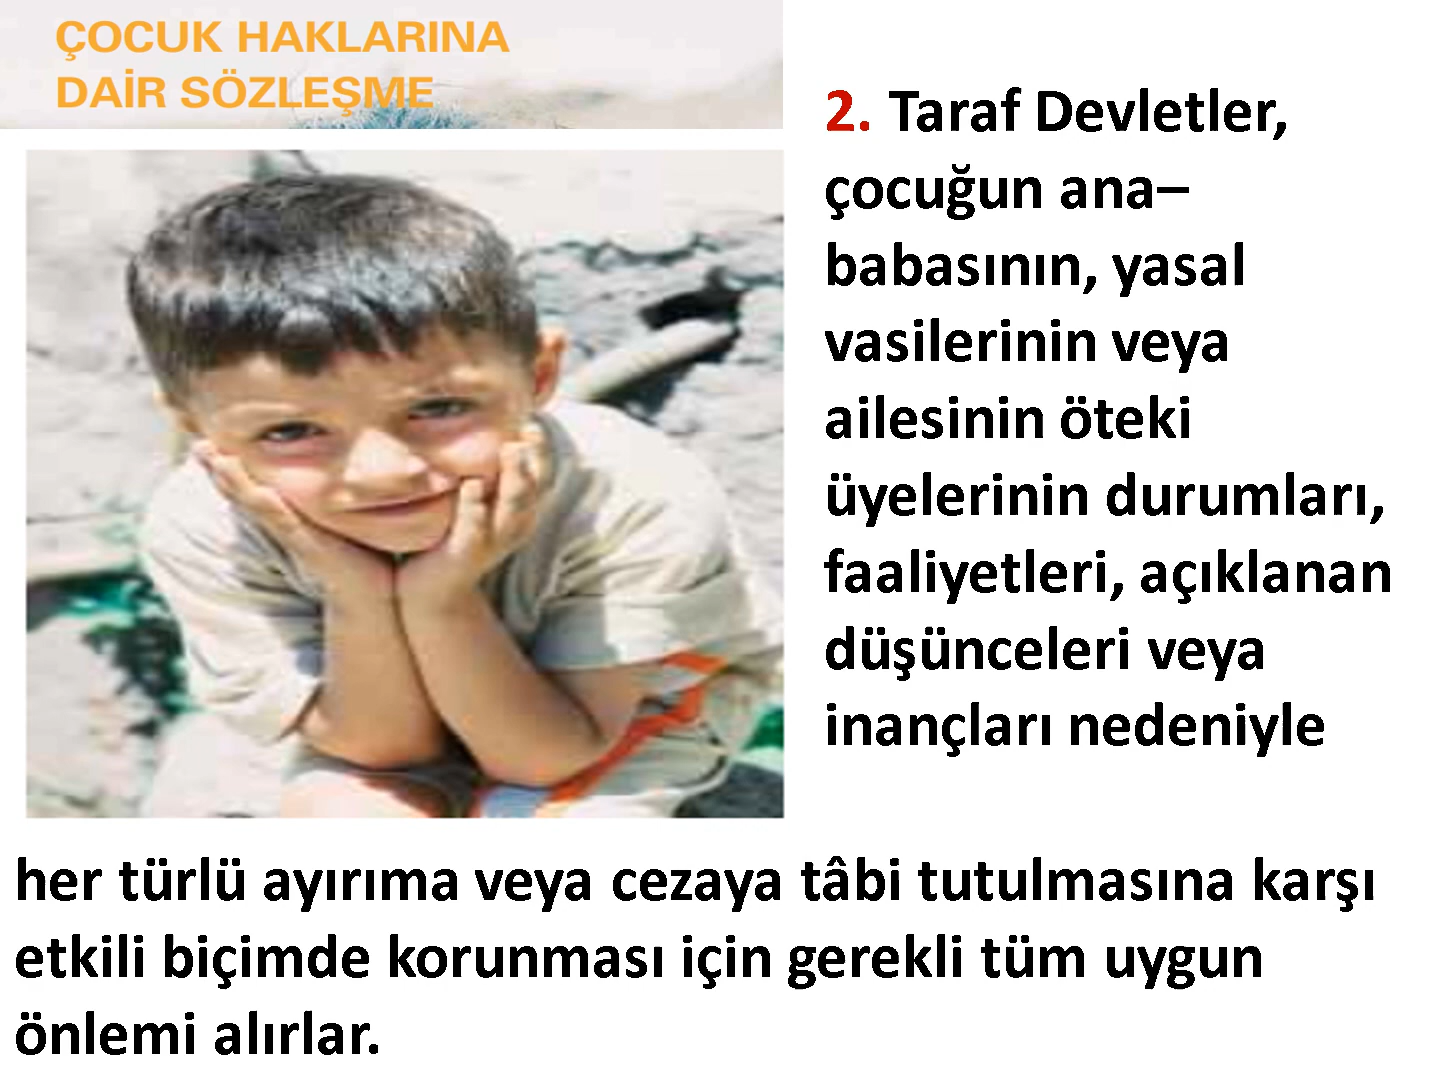 ÇOCUK HAKLARINA
DAİR SÖZLEŞME
2. Taraf Devletler,
çocuğun ana–
babasının, yasal
vasilerinin veya
ailesinin öteki
üyelerinin durumları,
faaliyetleri, açıklanan
düşünceleri veya
inançları nedeniyle
her türlü ayırıma veya cezaya tâbi tutulmasına karşı
etkili biçimde korunması için gerekli tüm uygun
önlemi alırlar.